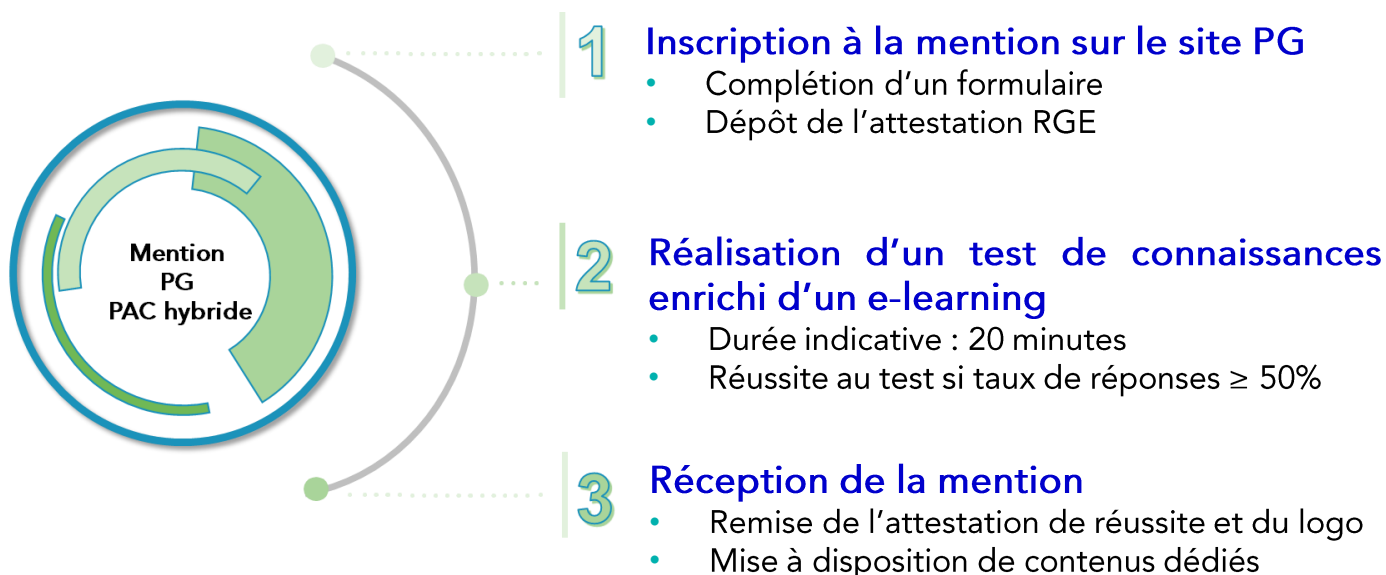 Mention
PG
PAC hybride
1
Inscription à la mention sur le site PG
• Complétion d’un formulaire
• Dépôt de l’attestation RGE
2
Réalisation d’un test de connaissances
enrichi d’un e-learning
• Durée indicative : 20 minutes
• Réussite au test si taux de réponses ≥ 50%
3
Réception de la mention
• Remise de l’attestation de réussite et du logo
• Mise à disposition de contenus dédiés